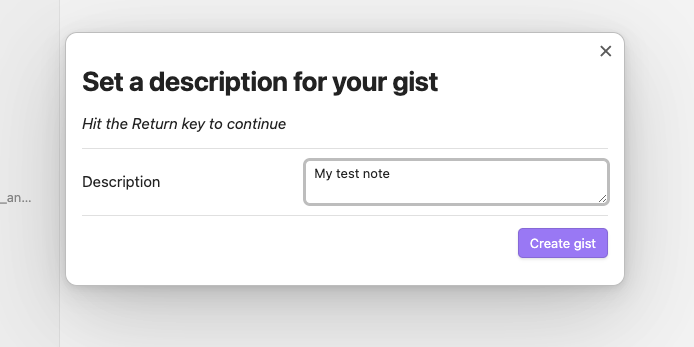 Set a description for your gist
Hit the Return key to continue
Description
My test note
_an...
Create gist